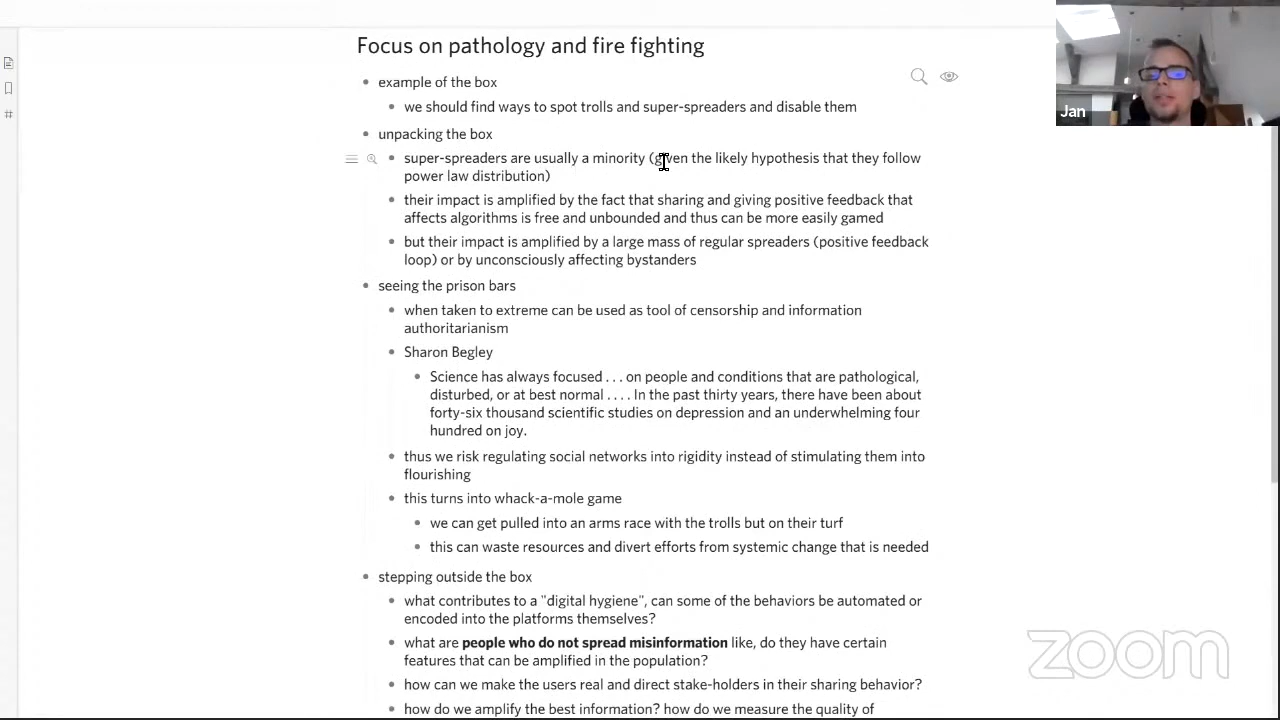 Focus on pathology and fire fighting
example of the box
we should find ways to spot trolls and super-spreaders and disable them
unpacking the box
super-spreaders are usually a minority (given the likely hypothesis that they follow
power law distribution)
their impact is amplified by the fact that sharing and giving positive feedback that
affects algorithms is free and unbounded and thus can be more easily gamed
but their impact is amplified by a large mass of regular spreaders (positive feedback
loop) or by unconsciously affecting bystanders
seeing the prison bars
when taken to extreme can be used as tool of censorship and information
authoritarianism
Sharon Begley
Science has always focused . . . on people and conditions that are pathological,
disturbed, or at best normal . . . . In the past thirty years, there have been about
forty-six thousand scientific studies on depression and an underwhelming four
hundred on joy.
thus we risk regulating social networks into rigidity instead of stimulating them into
flourishing
this turns into whack-a-mole game
we can get pulled into an arms race with the trolls but on their turf
this can waste resources and divert efforts from systemic change that is needed
stepping outside the box
what contributes to a "digital hygiene", can some of the behaviors be automated or
encoded into the platforms themselves?
what are people who do not spread misinformation like, do they have certain
features that can be amplified in the population?
how can we make the users real and direct stake-holders in their sharing behavior?
how do we amplify the best information? how do we measure the quality of
Jan
zoom